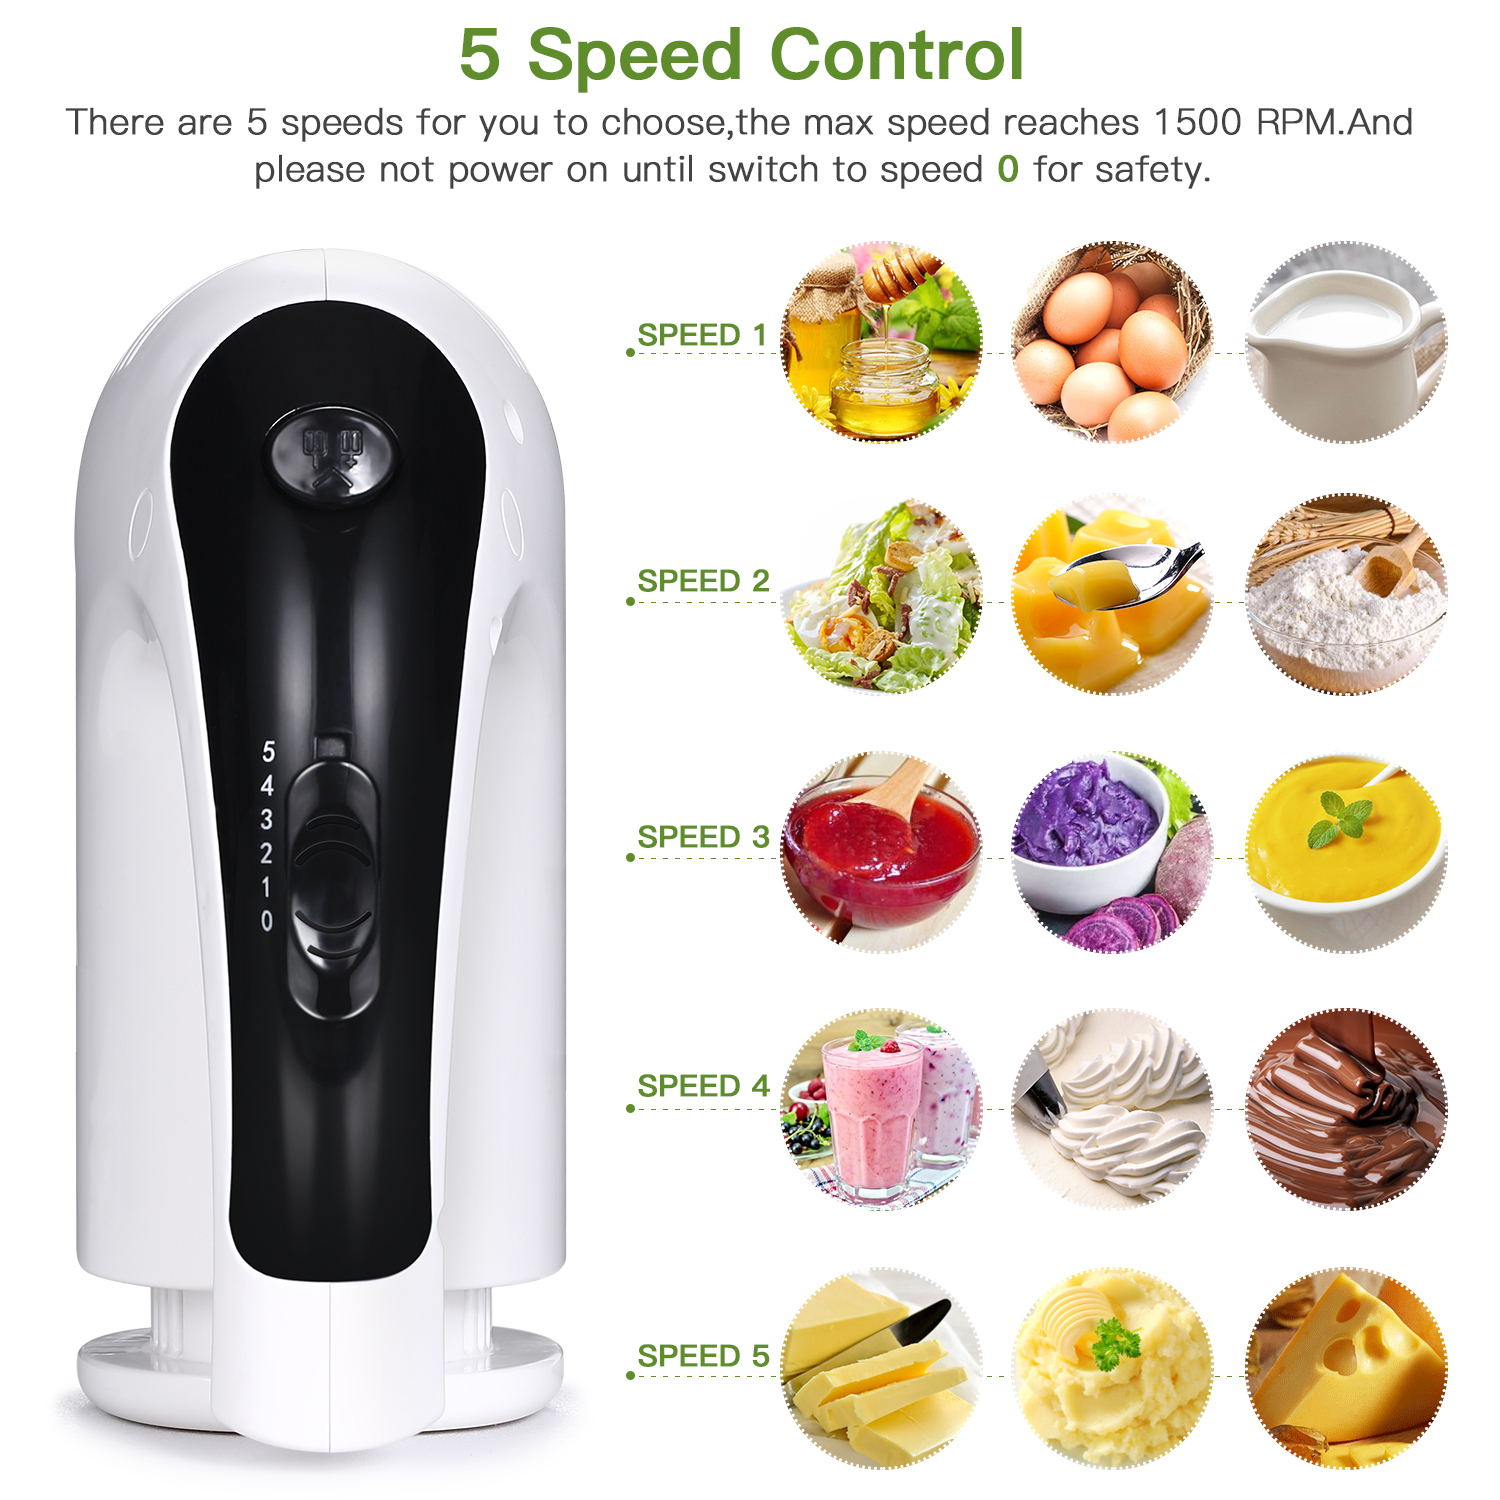 5 Speed Control
There are 5 speeds for you to choose,the max speed reaches 1500 RPM.And
please not power on until switch to speed 0 for safety.
SPEED 1
SPEED 2
5
4
3
2
1
0
SPEED 3
SPEED 4
SPEED 5